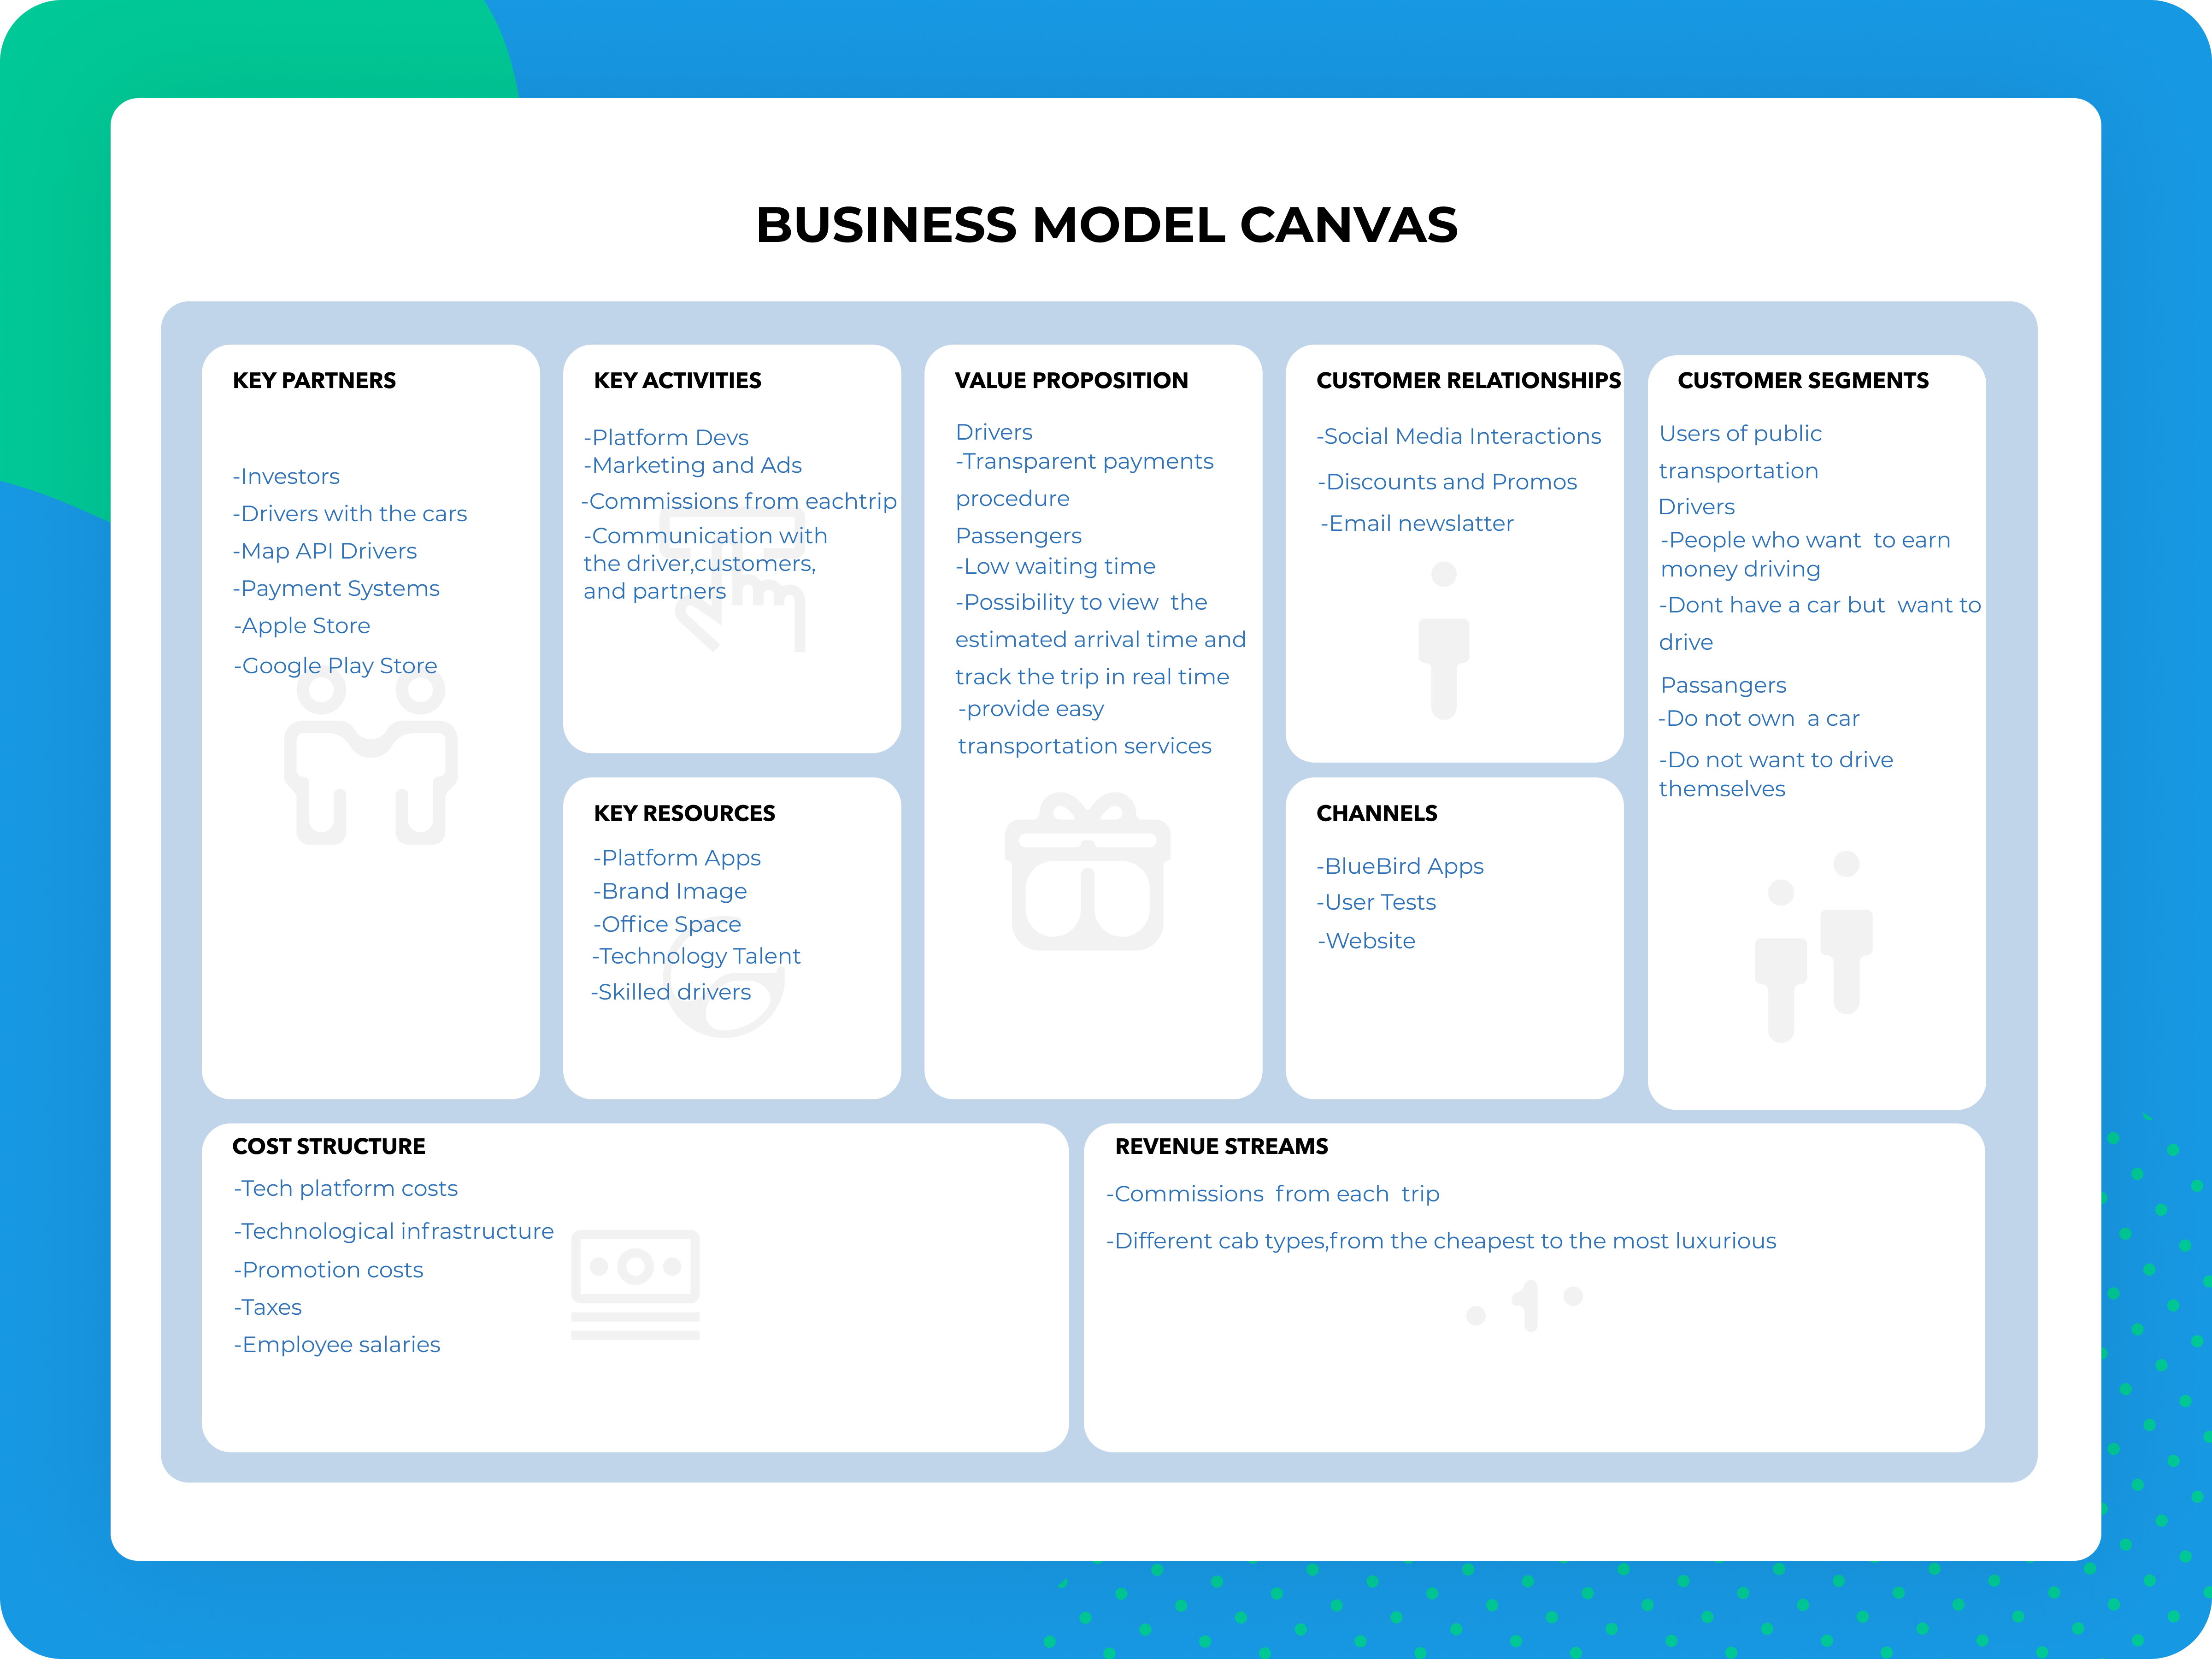 BUSINESS MODEL CANVAS
KEY PARTNERS
-Investors
-Drivers with the cars
-Map API Drivers
-Payment Systems
-Apple Store
-Google Play Store
KEY ACTIVITIES
-Platform Devs
-Marketing and Ads
-Commissions from eachtrip
-Communication with
the driver,customers,
and partners
KEY RESOURCES
-Platform Apps
-Brand Image
-Office Space
-Technology Talent
-Skilled drivers
VALUE PROPOSITION
Drivers
-Transparent payments
procedure
Passengers
-Low waiting time
-Possibility to view the
estimated arrival time and
track the trip in real time
-provide easy
transportation services
CUSTOMER RELATIONSHIPS
-Social Media Interactions
-Discounts and Promos
-Email newslatter
CHANNELS
-BlueBird Apps
-User Tests
-Website
CUSTOMER SEGMENTS
Users of public
transportation
Drivers
-People who want to earn
money driving
-Dont have a car but want to
drive
Passangers
-Do not own a car
-Do not want to drive
themselves
COST STRUCTURE
-Tech platform costs
-Technological infrastructure
-Promotion costs
-Taxes
-Employee salaries
REVENUE STREAMS
-Commissions from each trip
-Different cab types,from the cheapest to the most luxurious
1